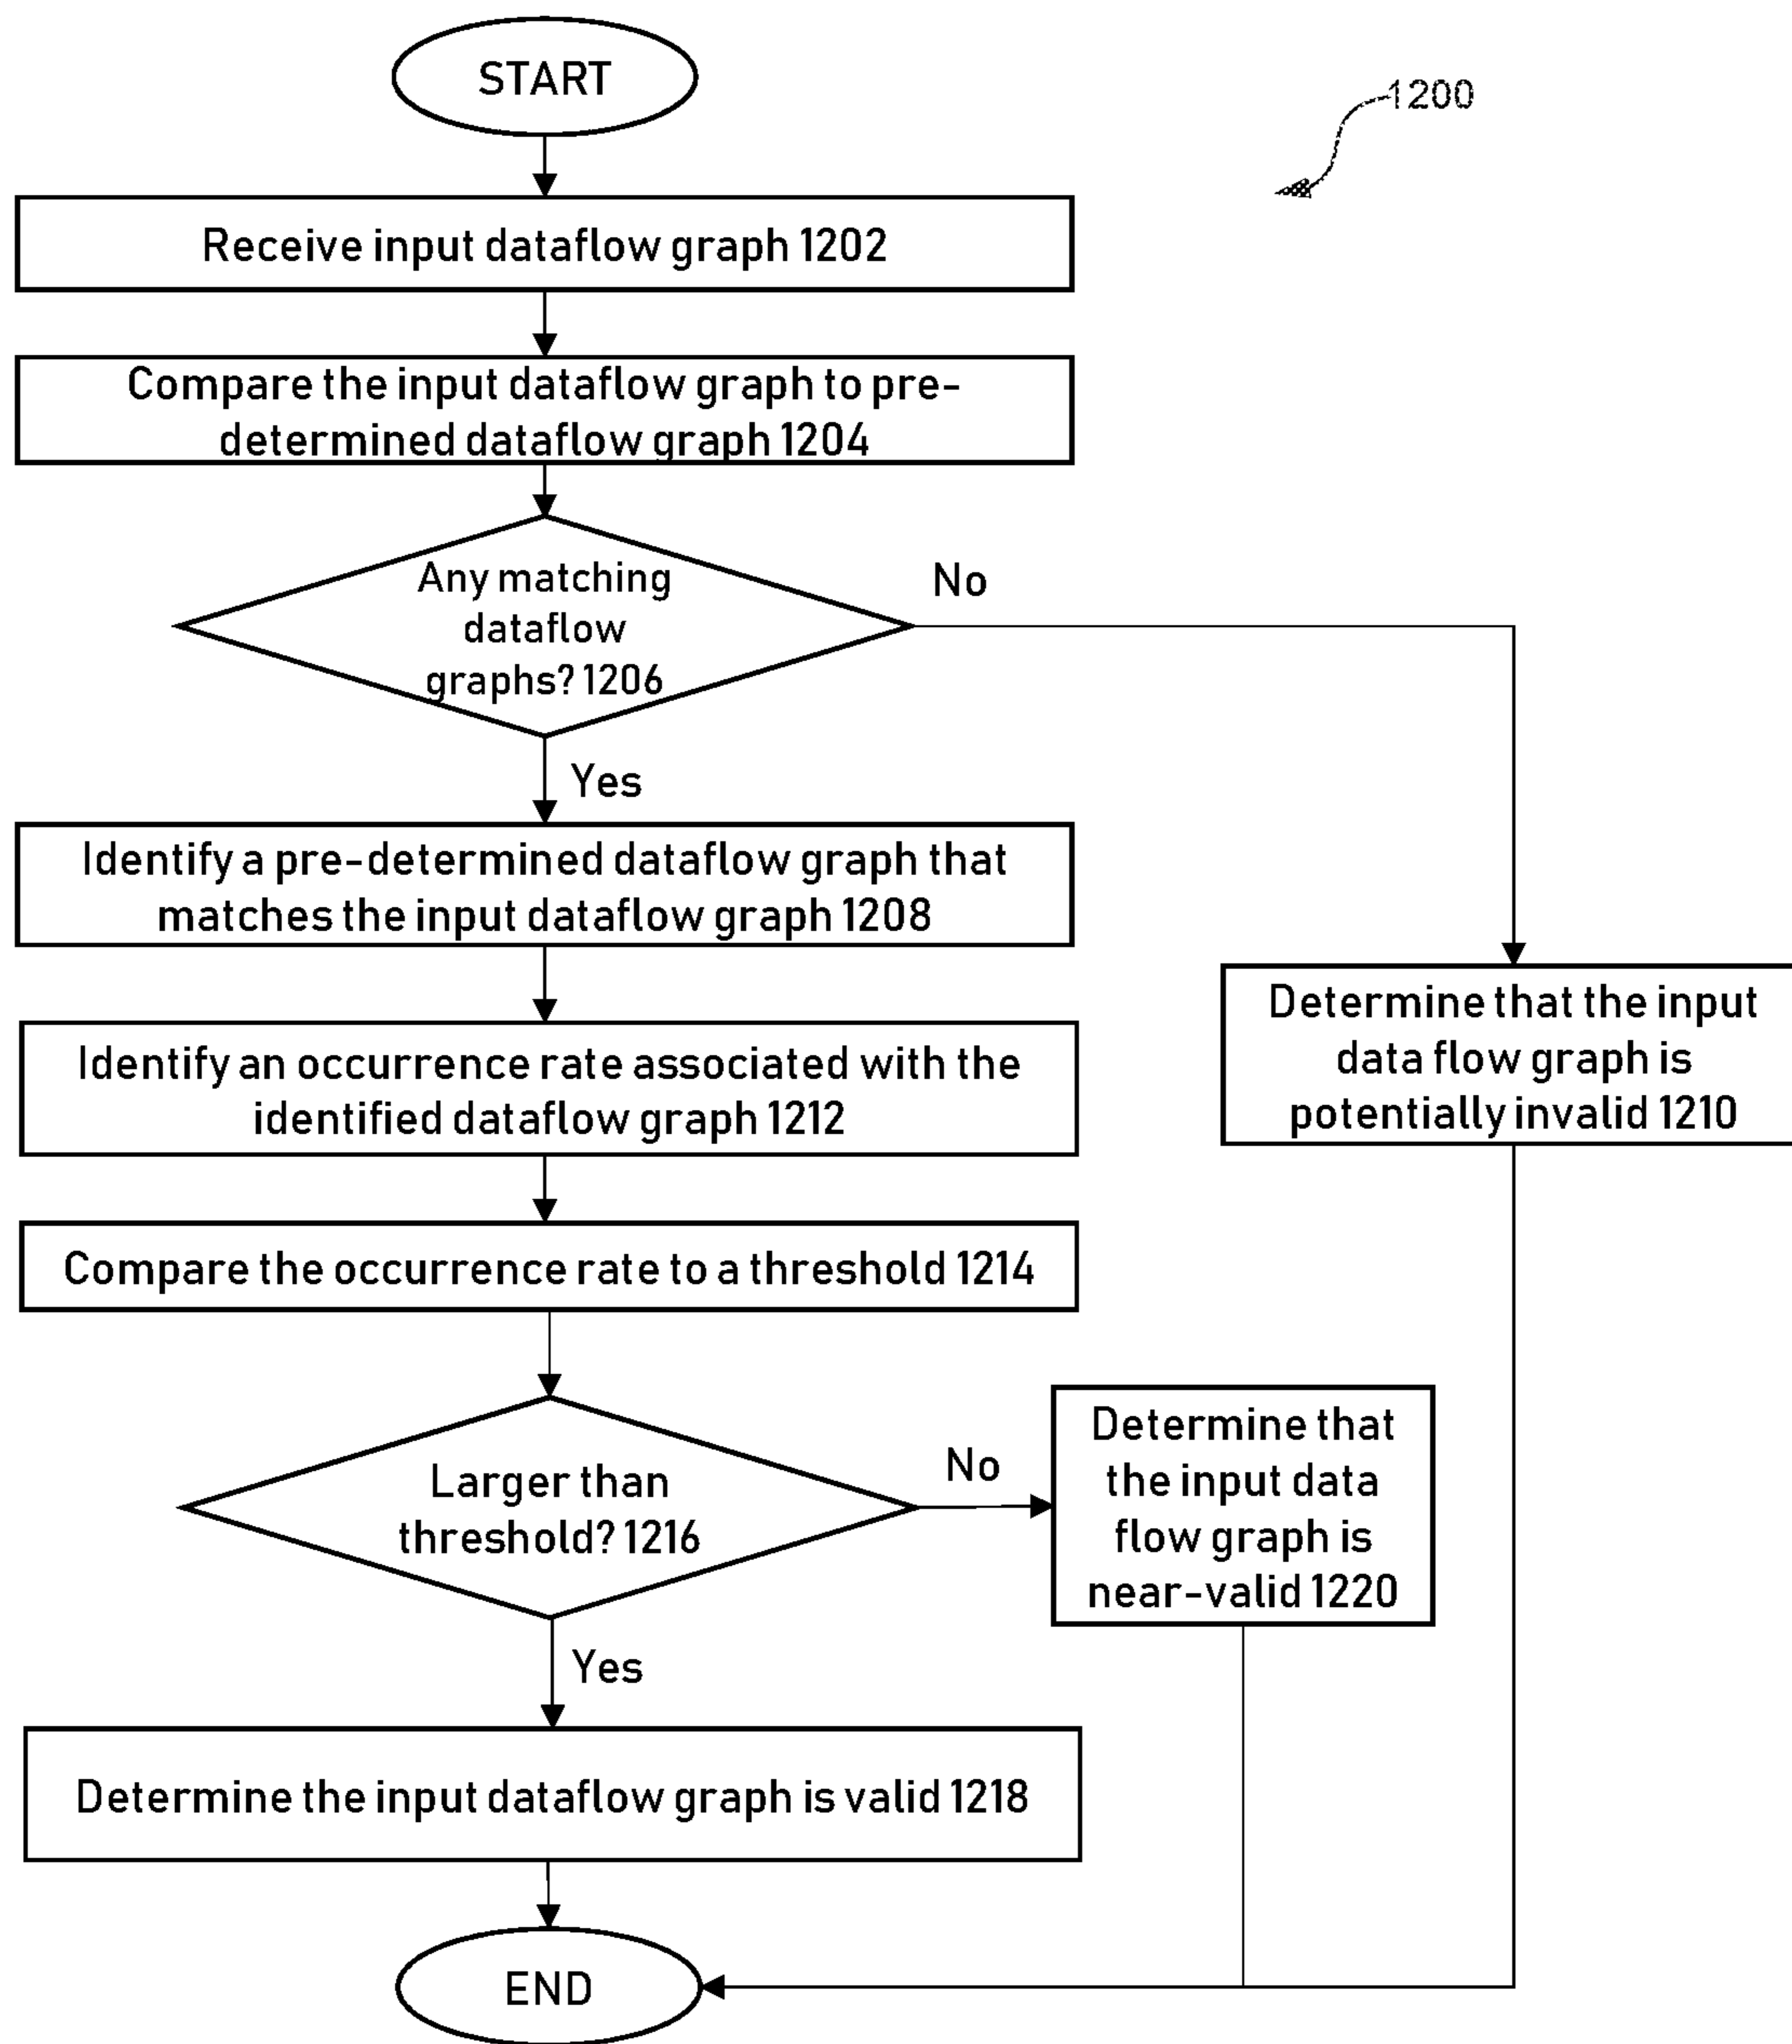 START
1200
Receive input dataflow graph 1202
Compare the input dataflow graph to pre-
determined dataflow graph 1204
Any matching
dataflow
graphs? 1206
No
Yes
Identify a pre-determined dataflow graph that
matches the input dataflow graph 1208
Determine that the input
data flow graph is
potentially invalid 1210
Identify an occurrence rate associated with the
identified dataflow graph 1212
Compare the occurrence rate to a threshold 1214
Larger than
threshold? 1216
No
Determine that
the input data
flow graph is
near-valid 1220
Yes
Determine the input dataflow graph is valid 1218
END